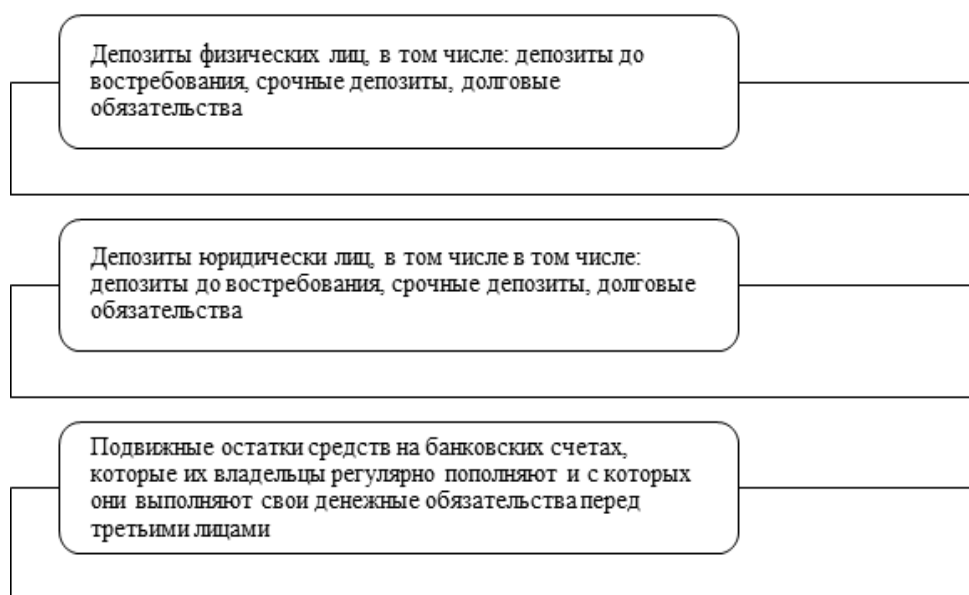 Депозиты физических лиц, в том числе: депозиты до
востребования, срочные депозиты, долговые
обязательства
Депозиты юридически лиц, в том числе в том числе:
депозиты до востребования, срочные депозиты, долговые
обязательства
Подвижные остатки средств на банковских счетах,
которые их владельцы регулярно пополняют и с которых
они выполняют свои денежные обязательства перед
третьими лицами